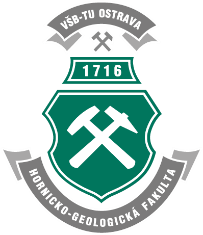 VŠB-TU OSTRAVA
1716
HORNICKO-GEOLOGICKÁ FAKULTA